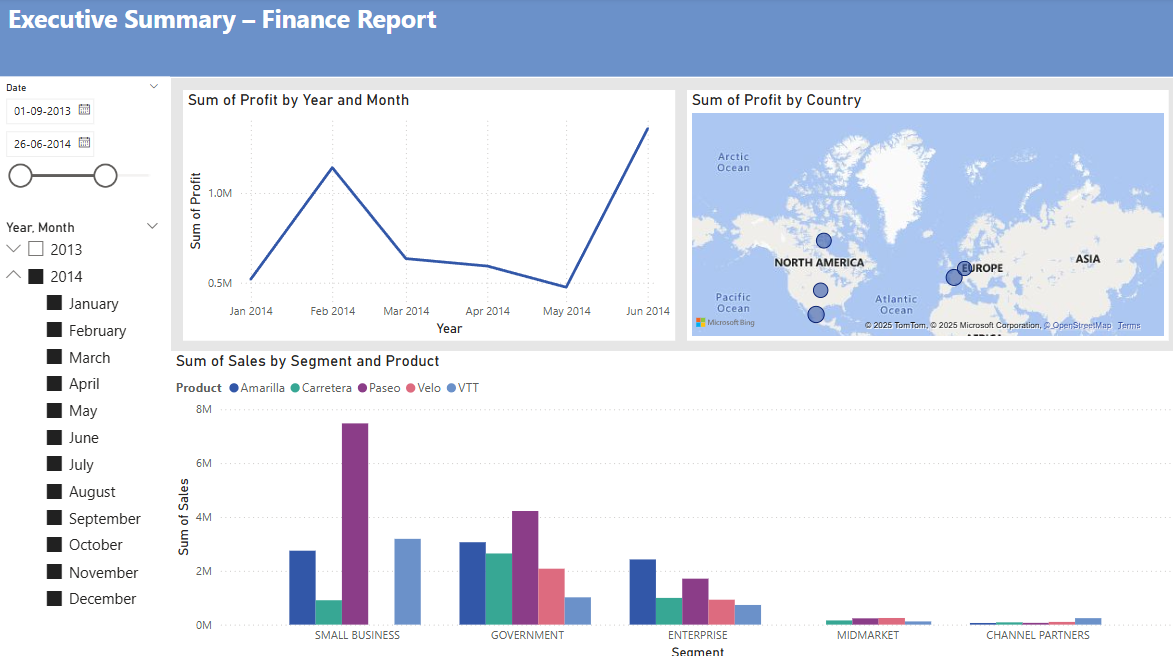 Executive Summary – Finance Report
Date
01-09-2013
26-06-2014
Year, Month
2013
2014
January
February
March
April
May
June
July
August
September
October
November
December
Sum of Profit by Year and Month
Sum of Profit
1.0M
0.5M
Jan 2014 Feb 2014 Mar 2014 Apr 2014 May 2014 Jun 2014
Year
Sum of Profit by Country
Arctic
Ocean
NORTH AMERICA
EUROPE
ASIA
Pacific
Ocean
Atlantic
Ocean
Microsoft Bing
© 2025 TomTom, © 2025 Microsoft Corporation, © OpenStreetMap Terms
Sum of Sales by Segment and Product
Product Amarilla Carretera Paseo Velo VTT
Sum of Sales
8M
6M
4M
2M
0M
SMALL BUSINESS GOVERNMENT ENTERPRISE MIDMARKET CHANNEL PARTNERS
Segment